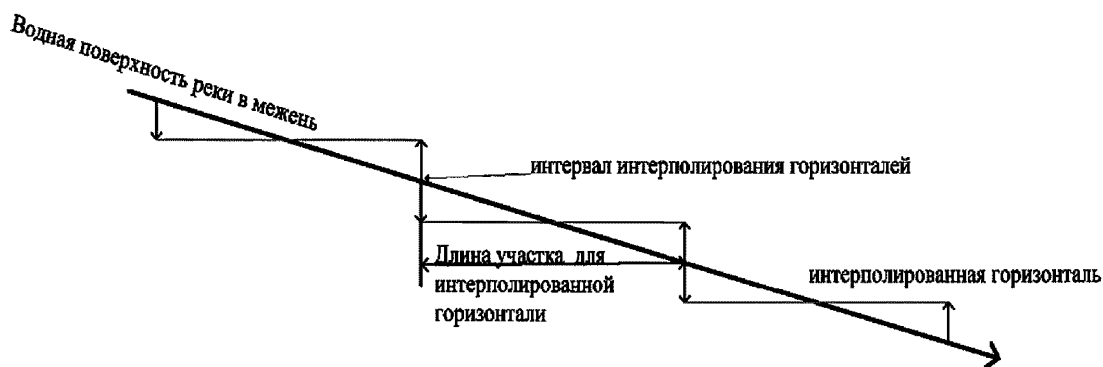 Водная поверхность реки в межень
интервал интерполирования горизонталей
Длина участка для
интерполированной
горизонтали
интерполированная горизонталь